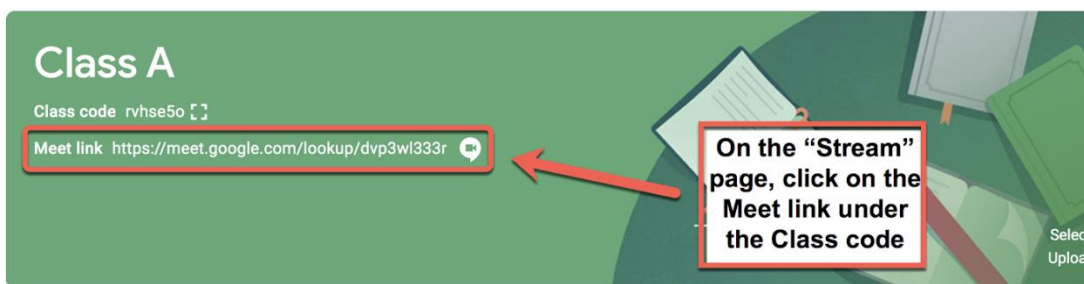 Class A
Class code rvhse5o
Meet link https://meet.google.com/lookup/dvp3wl333r
On the “Stream”
page, click on the
Meet link under
the Class code